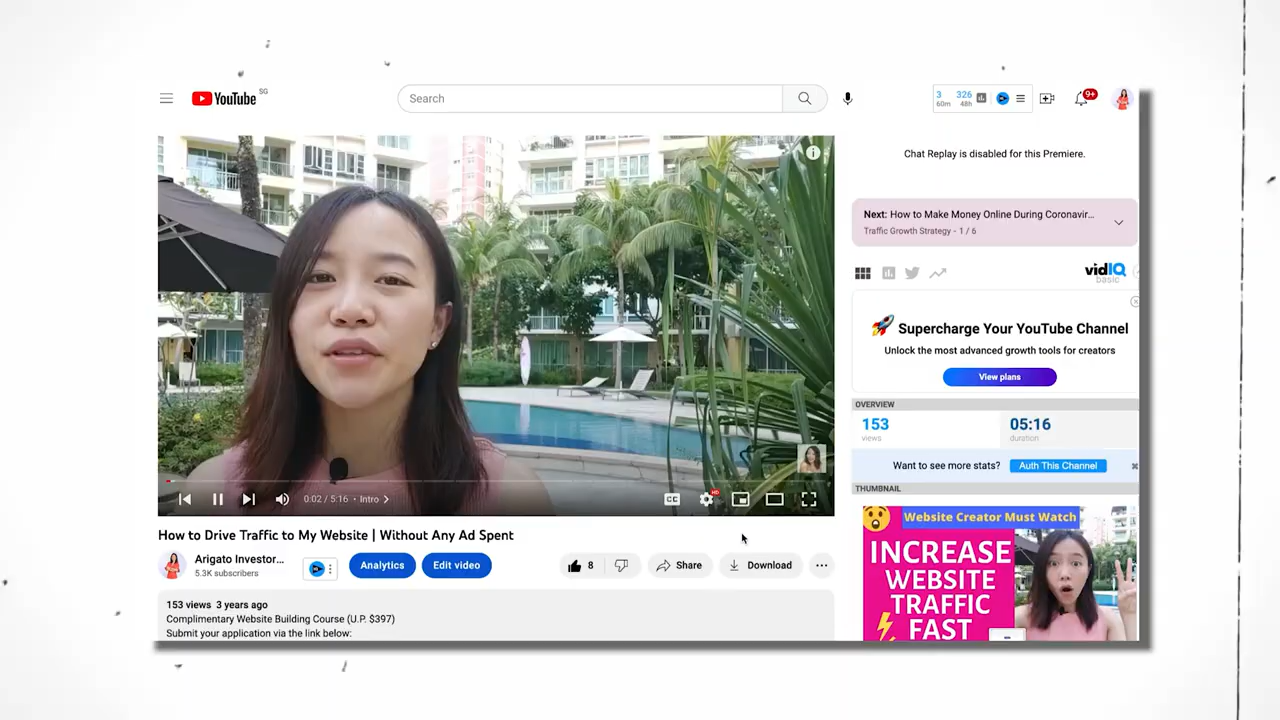 YouTube SG
Search
3 60m
326 48h
9+
Chat Replay is disabled for this Premiere.
Next: How to Make Money Online During Coronavir...
Traffic Growth Strategy - 1 / 6
vidIQ
basic
Supercharge Your YouTube Channel
Unlock the most advanced growth tools for creators
View plans
OVERVIEW
153
views
05:16
duration
Want to see more stats? Auth This Channel
THUMBNAIL
Website Creator Must Watch
INCREASE
WEBSITE
TRAFFIC
FAST
0:02 / 5:16 • Intro
CC
HD
How to Drive Traffic to My Website | Without Any Ad Spent
Arigato Investor...
5.3K subscribers
Analytics
Edit video
8
Share
Download
153 views 3 years ago
Complimentary Website Building Course (U.P. $397)
Submit your application via the link below: